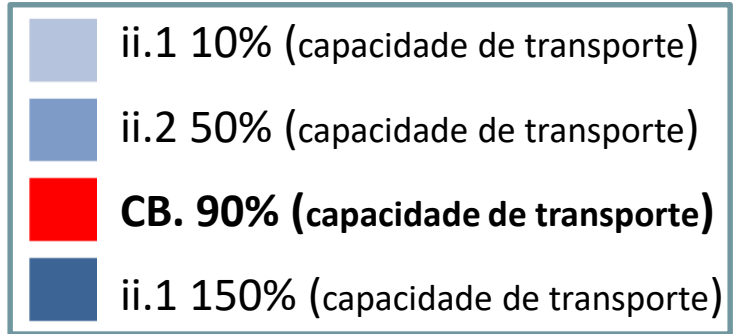 ii.1 10% (capacidade de transporte)
ii.2 50% (capacidade de transporte)
CB. 90% (capacidade de transporte)
ii.1 150% (capacidade de transporte)